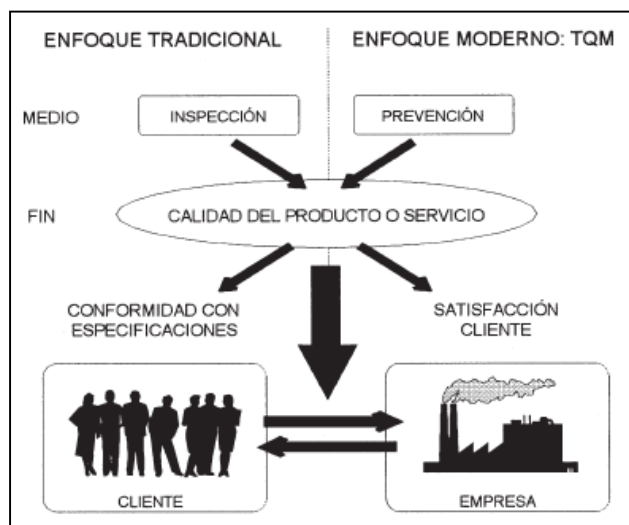 ENFOQUE TRADICIONAL
ENFOQUE MODERNO: TQM
MEDIO
INSPECCIÓN
PREVENCIÓN
FIN
CALIDAD DEL PRODUCTO O SERVICIO
CONFORMIDAD CON
ESPECIFICACIONES
SATISFACCIÓN
CLIENTE
CLIENTE
EMPRESA